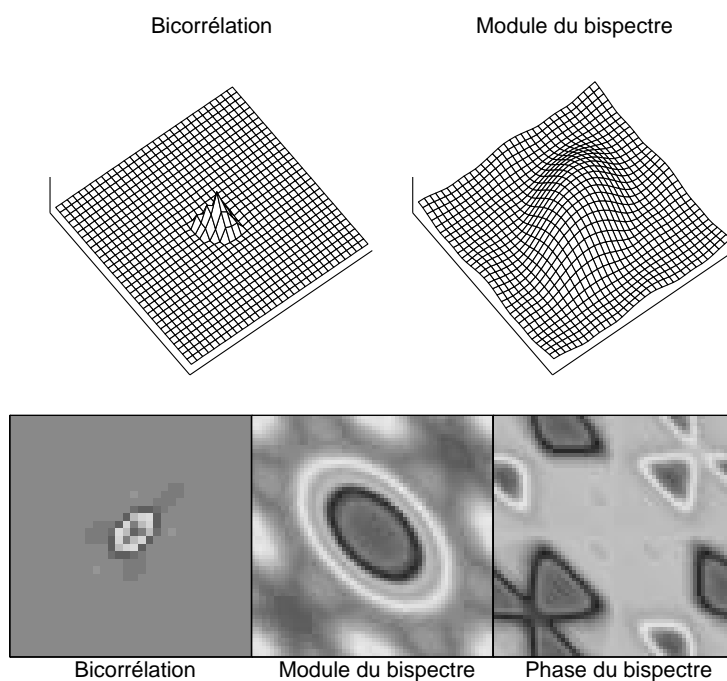 Bicorrélation
Module du bispectre
Bicorrélation
Module du bispectre
Phase du bispectre